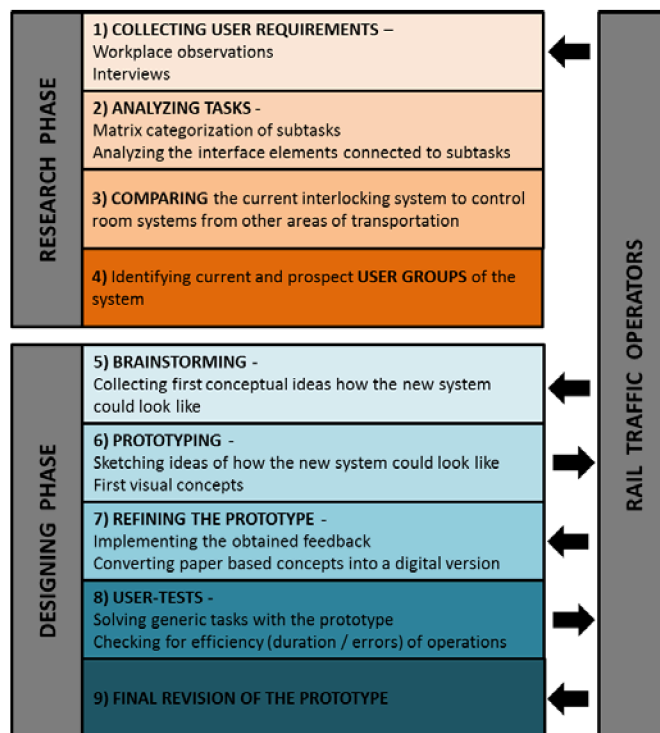 RESEARCH PHASE
1) COLLECTING USER REQUIREMENTS –
Workplace observations
Interviews
2) ANALYZING TASKS -
Matrix categorization of subtasks
Analyzing the interface elements connected to subtasks
3) COMPARING the current interlocking system to control
room systems from other areas of transportation
4) Identifying current and prospect USER GROUPS of the
system
DESIGNING PHASE
5) BRAINSTORMING -
Collecting first conceptual ideas how the new system
could look like
6) PROTOTYPING -
Sketching ideas of how the new system could look like
First visual concepts
7) REFINING THE PROTOTYPE -
Implementing the obtained feedback
Converting paper based concepts into a digital version
8) USER-TESTS -
Solving generic tasks with the prototype
Checking for efficiency (duration / errors) of operations
9) FINAL REVISION OF THE PROTOTYPE
RAIL TRAFFIC OPERATORS